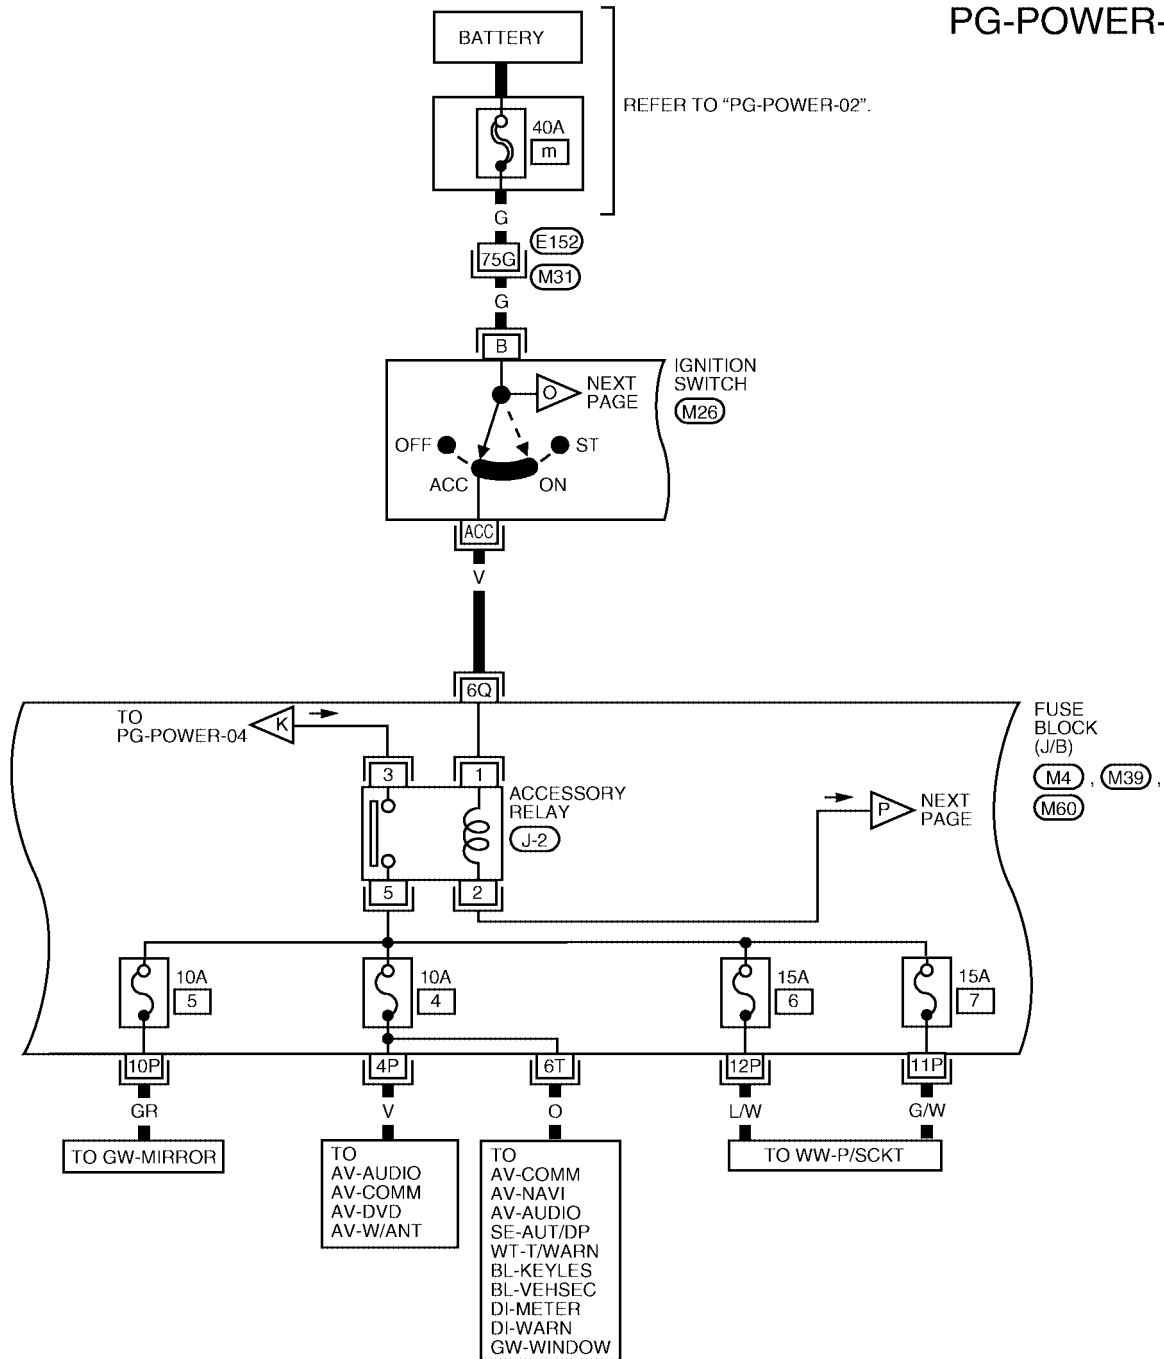 PG-POWER-
BATTERY
REFER TO “PG-POWER-02”.
40A
m
G
E152
75G
M31
G
B
IGNITION
SWITCH
M26
O
NEXT
PAGE
OFF
ST
ACC
ON
ACC
V
6Q
TO
PG-POWER-04
K
FUSE
BLOCK
(J/B)
M4 , M39 ,
M60
3
1
ACCESSORY
RELAY
J-2
P
NEXT
PAGE
5
2
10A
5
10A
4
15A
6
15A
7
10P
4P
6T
12P
11P
GR
V
O
L/W
G/W
TO GW-MIRROR
TO
AV-AUDIO
AV-COMM
AV-DVD
AV-W/ANT
TO
AV-COMM
AV-NAVI
AV-AUDIO
SE-AUT/DP
WT-T/WARN
BL-KEYLES
BL-VEHSEC
DI-METER
DI-WARN
GW-WINDOW
TO WW-P/SCKT